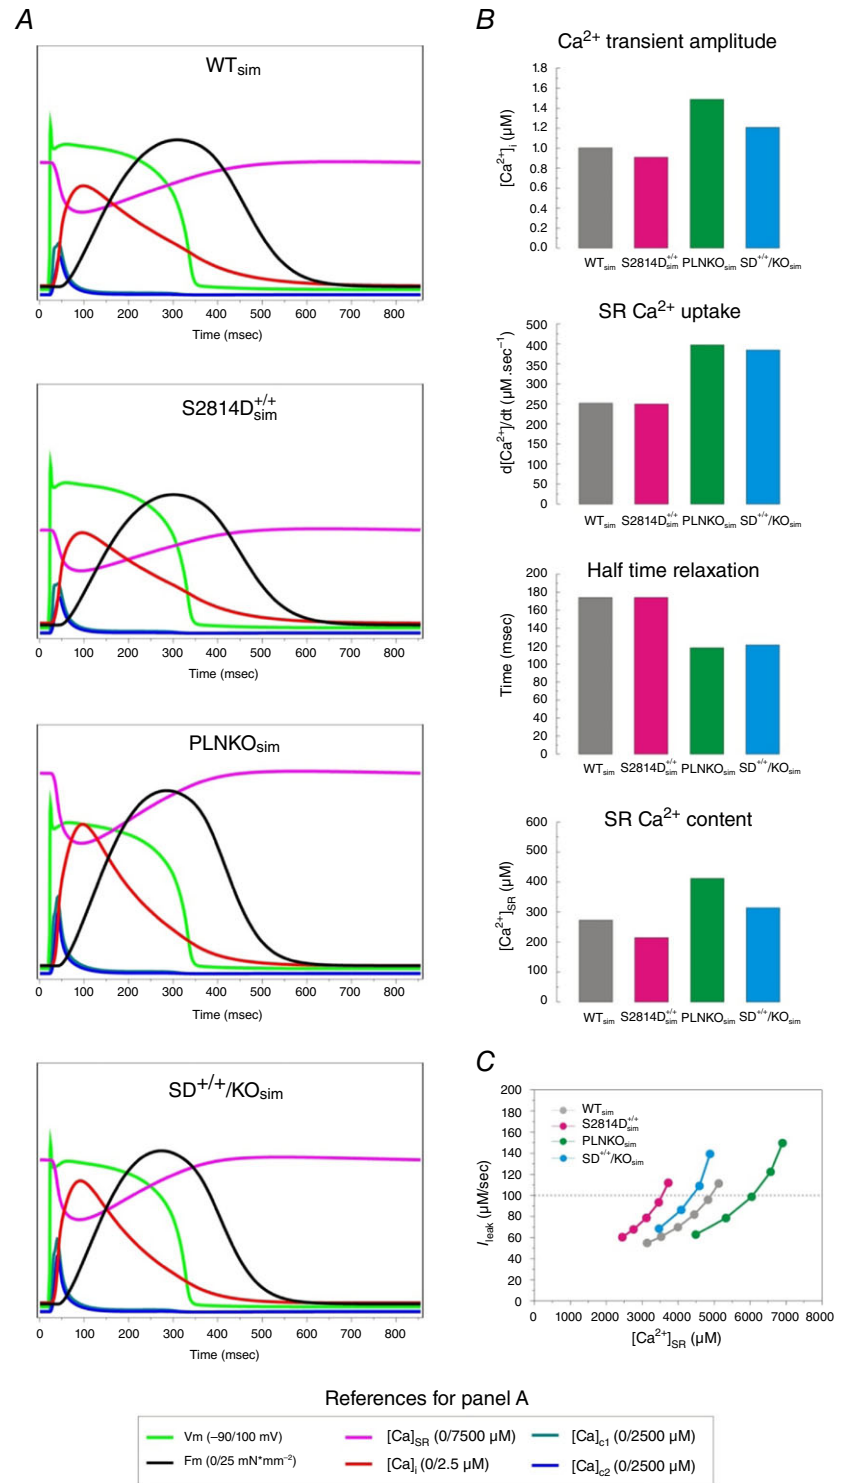 A
WTsim
0 100 200 300 400 500 600 700 800
Time (msec)
S2814D+/+sim
0 100 200 300 400 500 600 700 800
Time (msec)
PLNKOsim
0 100 200 300 400 500 600 700 800
Time (msec)
SD+/+/KOsim
0 100 200 300 400 500 600 700 800
Time (msec)
B
Ca2+ transient amplitude
[Ca2+]i (µM)
1.8
1.6
1.4
1.2
1.0
0.8
0.6
0.4
0.2
0.0
WTsim S2814D+/+sim PLNKOsim SD+/+/KOsim
SR Ca2+ uptake
d[Ca2+]/dt (µM .sec−1)
500
400
350
300
250
200
150
100
50
0
WTsim S2814D+/+sim PLNKOsim SD+/+/KOsim
Half time relaxation
Time (msec)
200
180
160
140
120
100
80
60
40
20
0
WTsim S2814D+/+sim PLNKOsim SD+/+/KOsim
SR Ca2+ content
[Ca2+]SR (µM)
600
500
400
300
200
100
0
WTsim S2814D+/+sim PLNKOsim SD+/+/KOsim
C
Ileak (µM/sec)
200
180
160
140
120
100
80
60
40
20
0
WTsim
S2814D+/+sim
PLNKOsim
SD+/+/KOsim
0 1000 2000 3000 4000 5000 6000 7000 8000
[Ca2+]SR (µM)
References for panel A
Vm (−90/100 mV) [Ca]SR (0/7500 µM) [Ca]c1 (0/2500 µM)
Fm (0/25 mN*mm−2) [Ca]i (0/2.5 µM) [Ca]c2 (0/2500 µM)